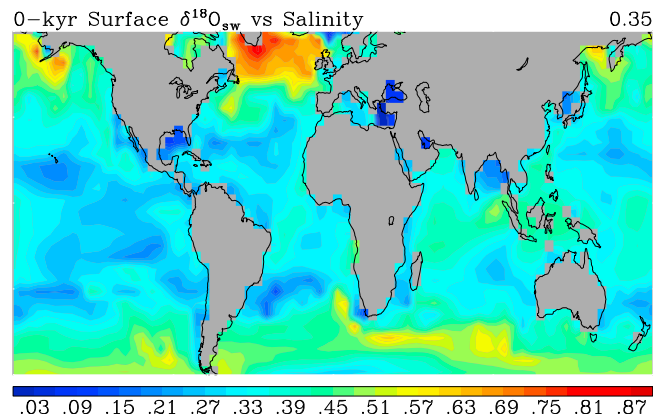 0-kyr Surface δ¹⁸Oₛw vs Salinity 0.35
.03 .09 .15 .21 .27 .33 .39 .45 .51 .57 .63 .69 .75 .81 .87